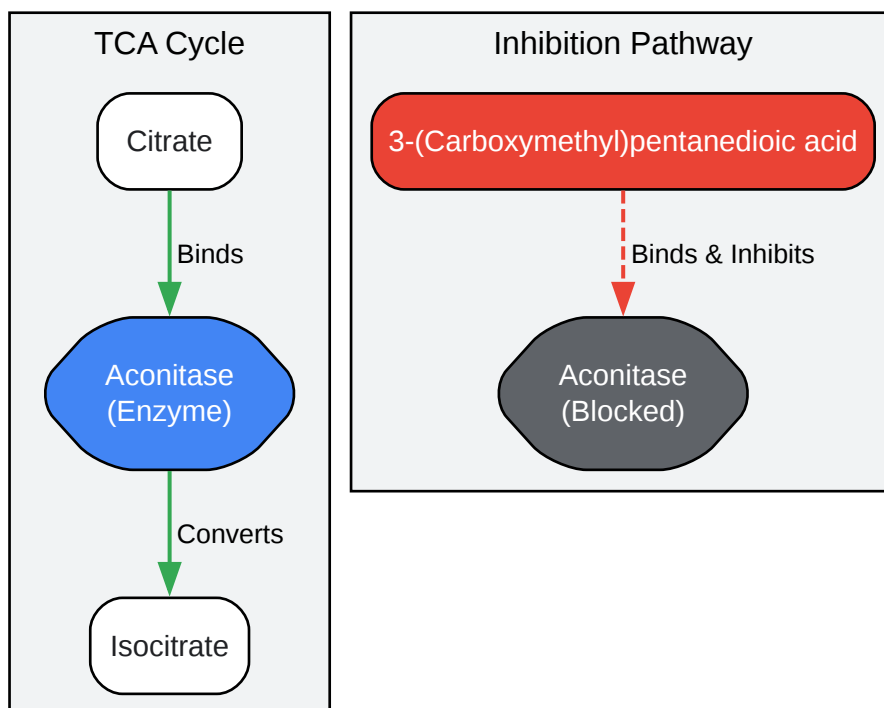 TCA Cycle
Citrate
Binds
Aconitase
(Enzyme)
Converts
Isocitrate
Inhibition Pathway
3-(Carboxymethyl)pentanedioic acid
Binds & Inhibits
Aconitase
(Blocked)